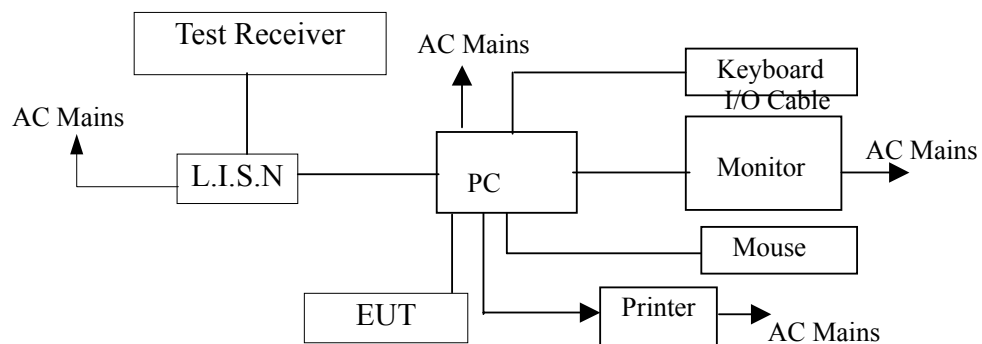 Test Receiver
AC Mains
Keyboard
I/O Cable
AC Mains
L.I.S.N
PC
Monitor
AC Mains
Mouse
EUT
Printer
AC Mains